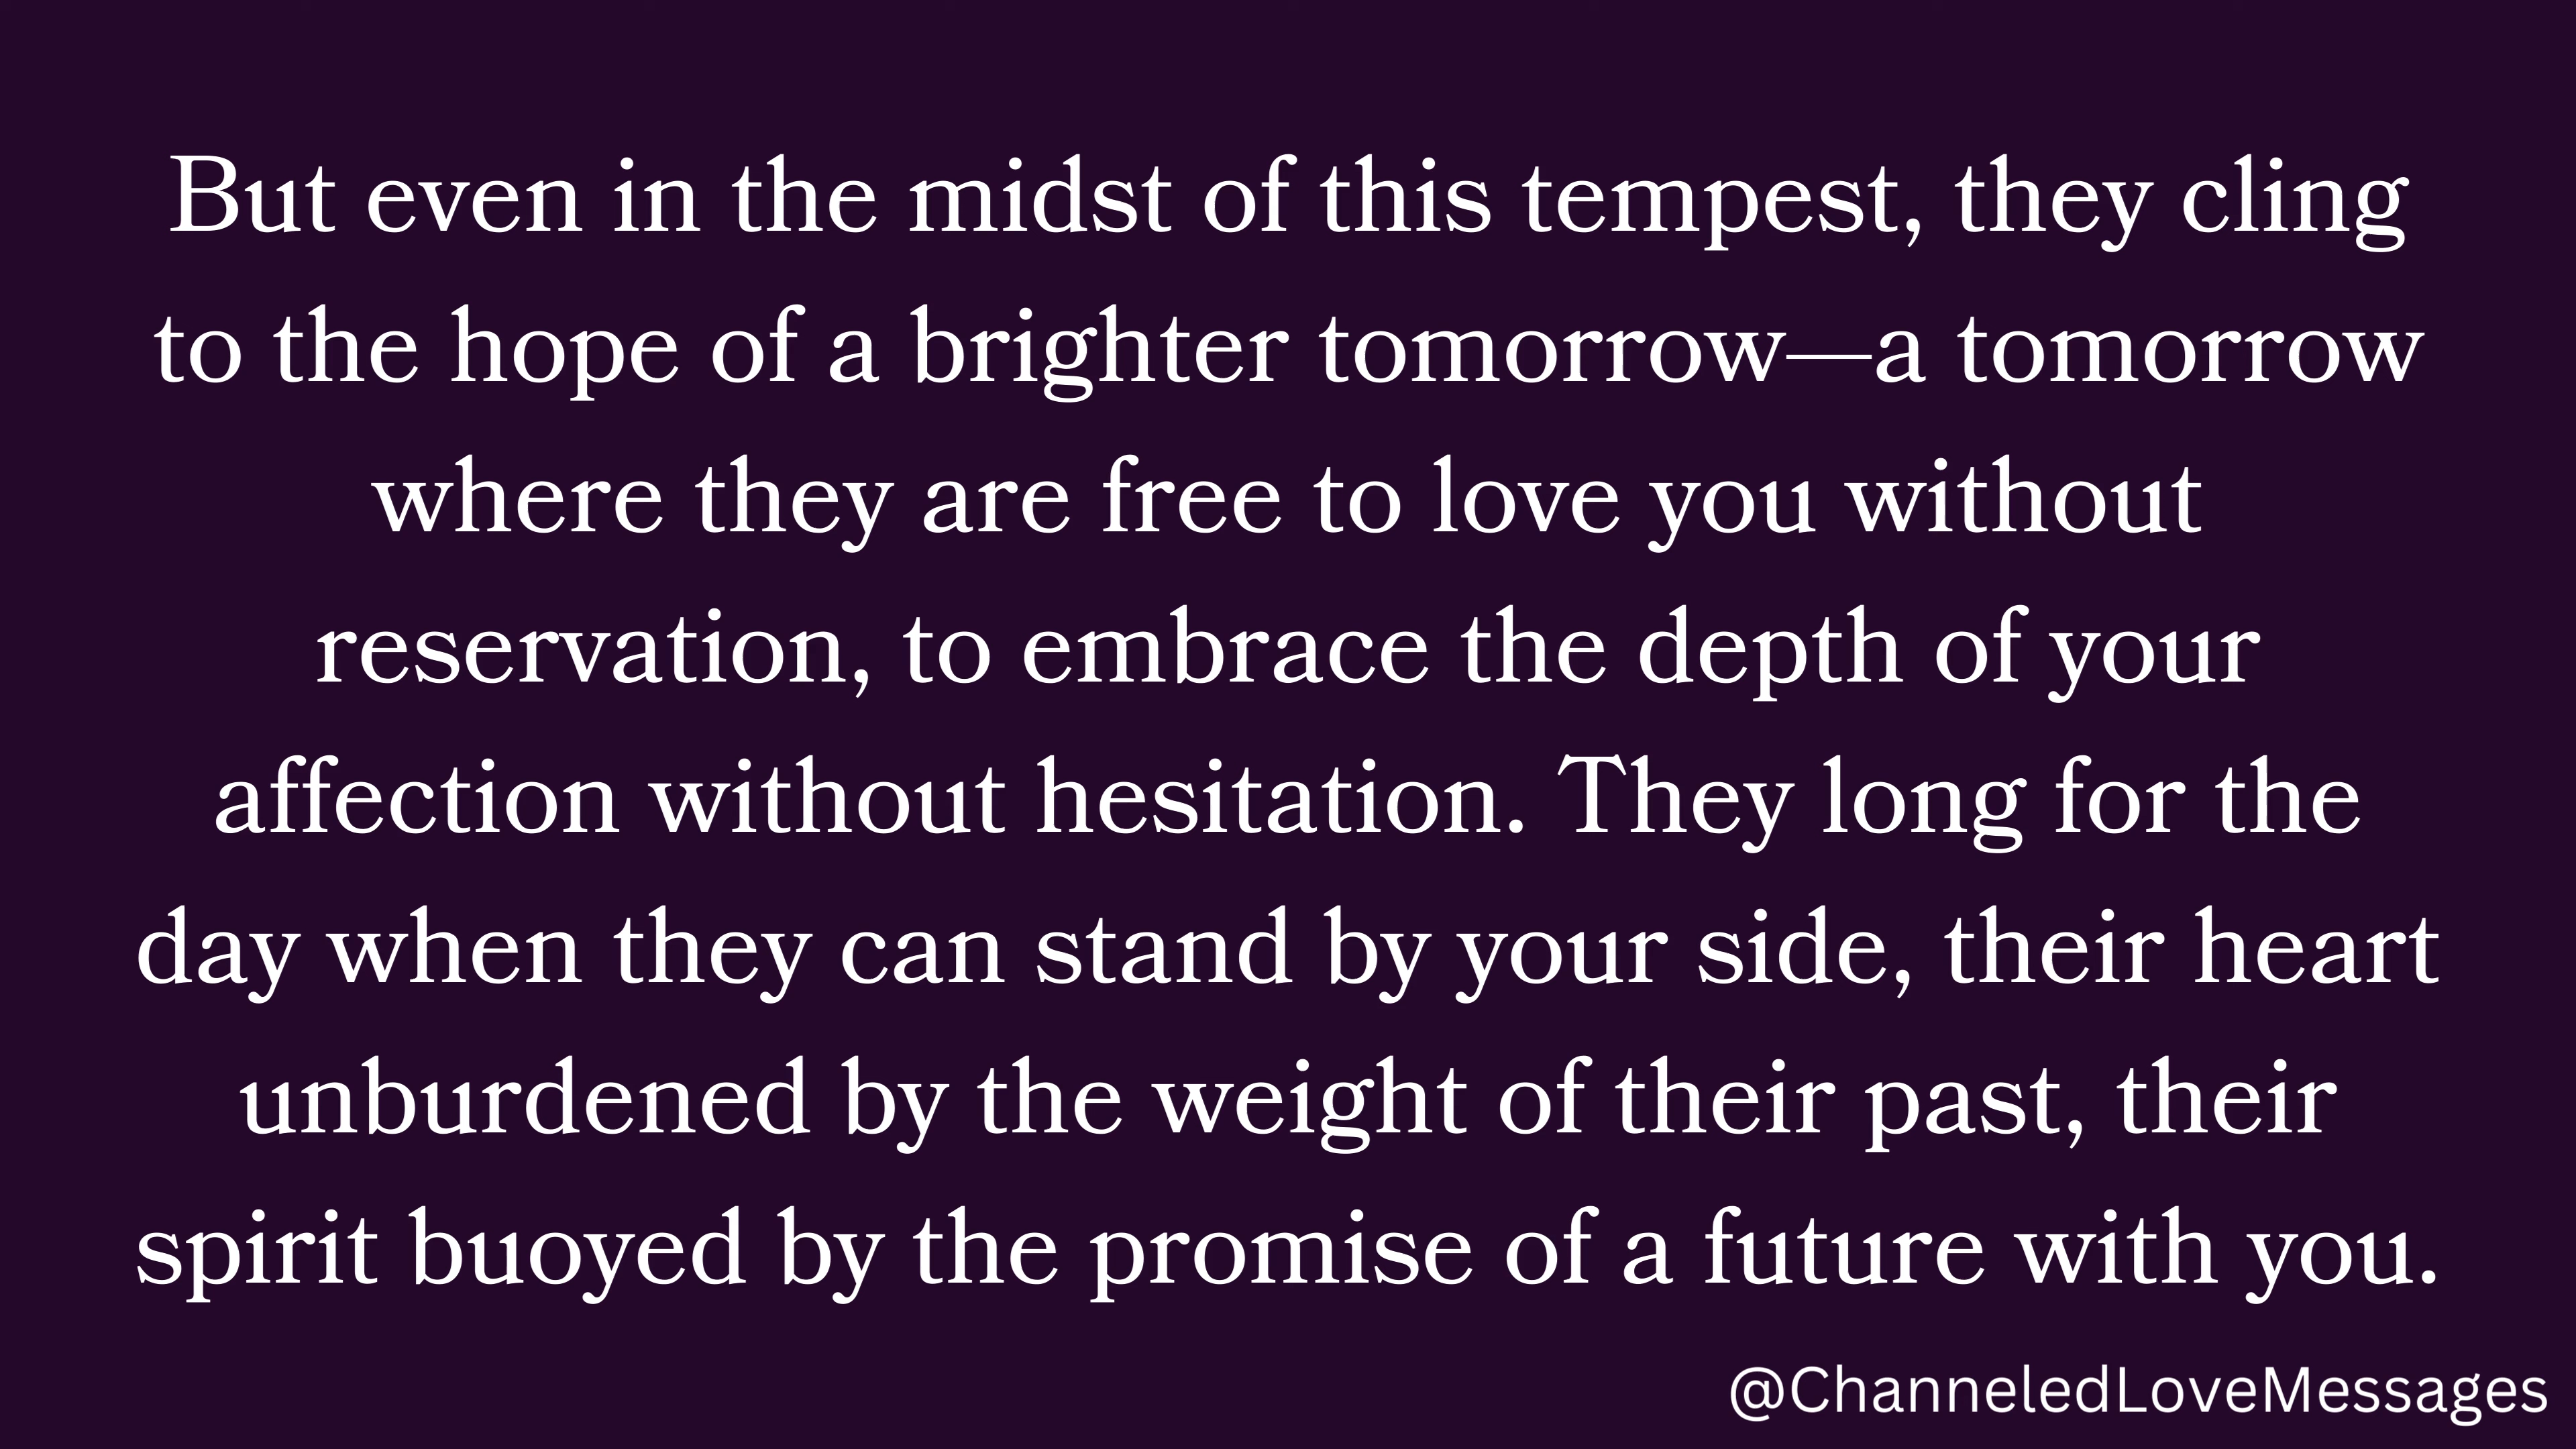 But even in the midst of this tempest, they cling
to the hope of a brighter tomorrow—a tomorrow
where they are free to love you without
reservation, to embrace the depth of your
affection without hesitation. They long for the
day when they can stand by your side, their heart
unburdened by the weight of their past, their
spirit buoyed by the promise of a future with you.
@ChanneledLoveMessages